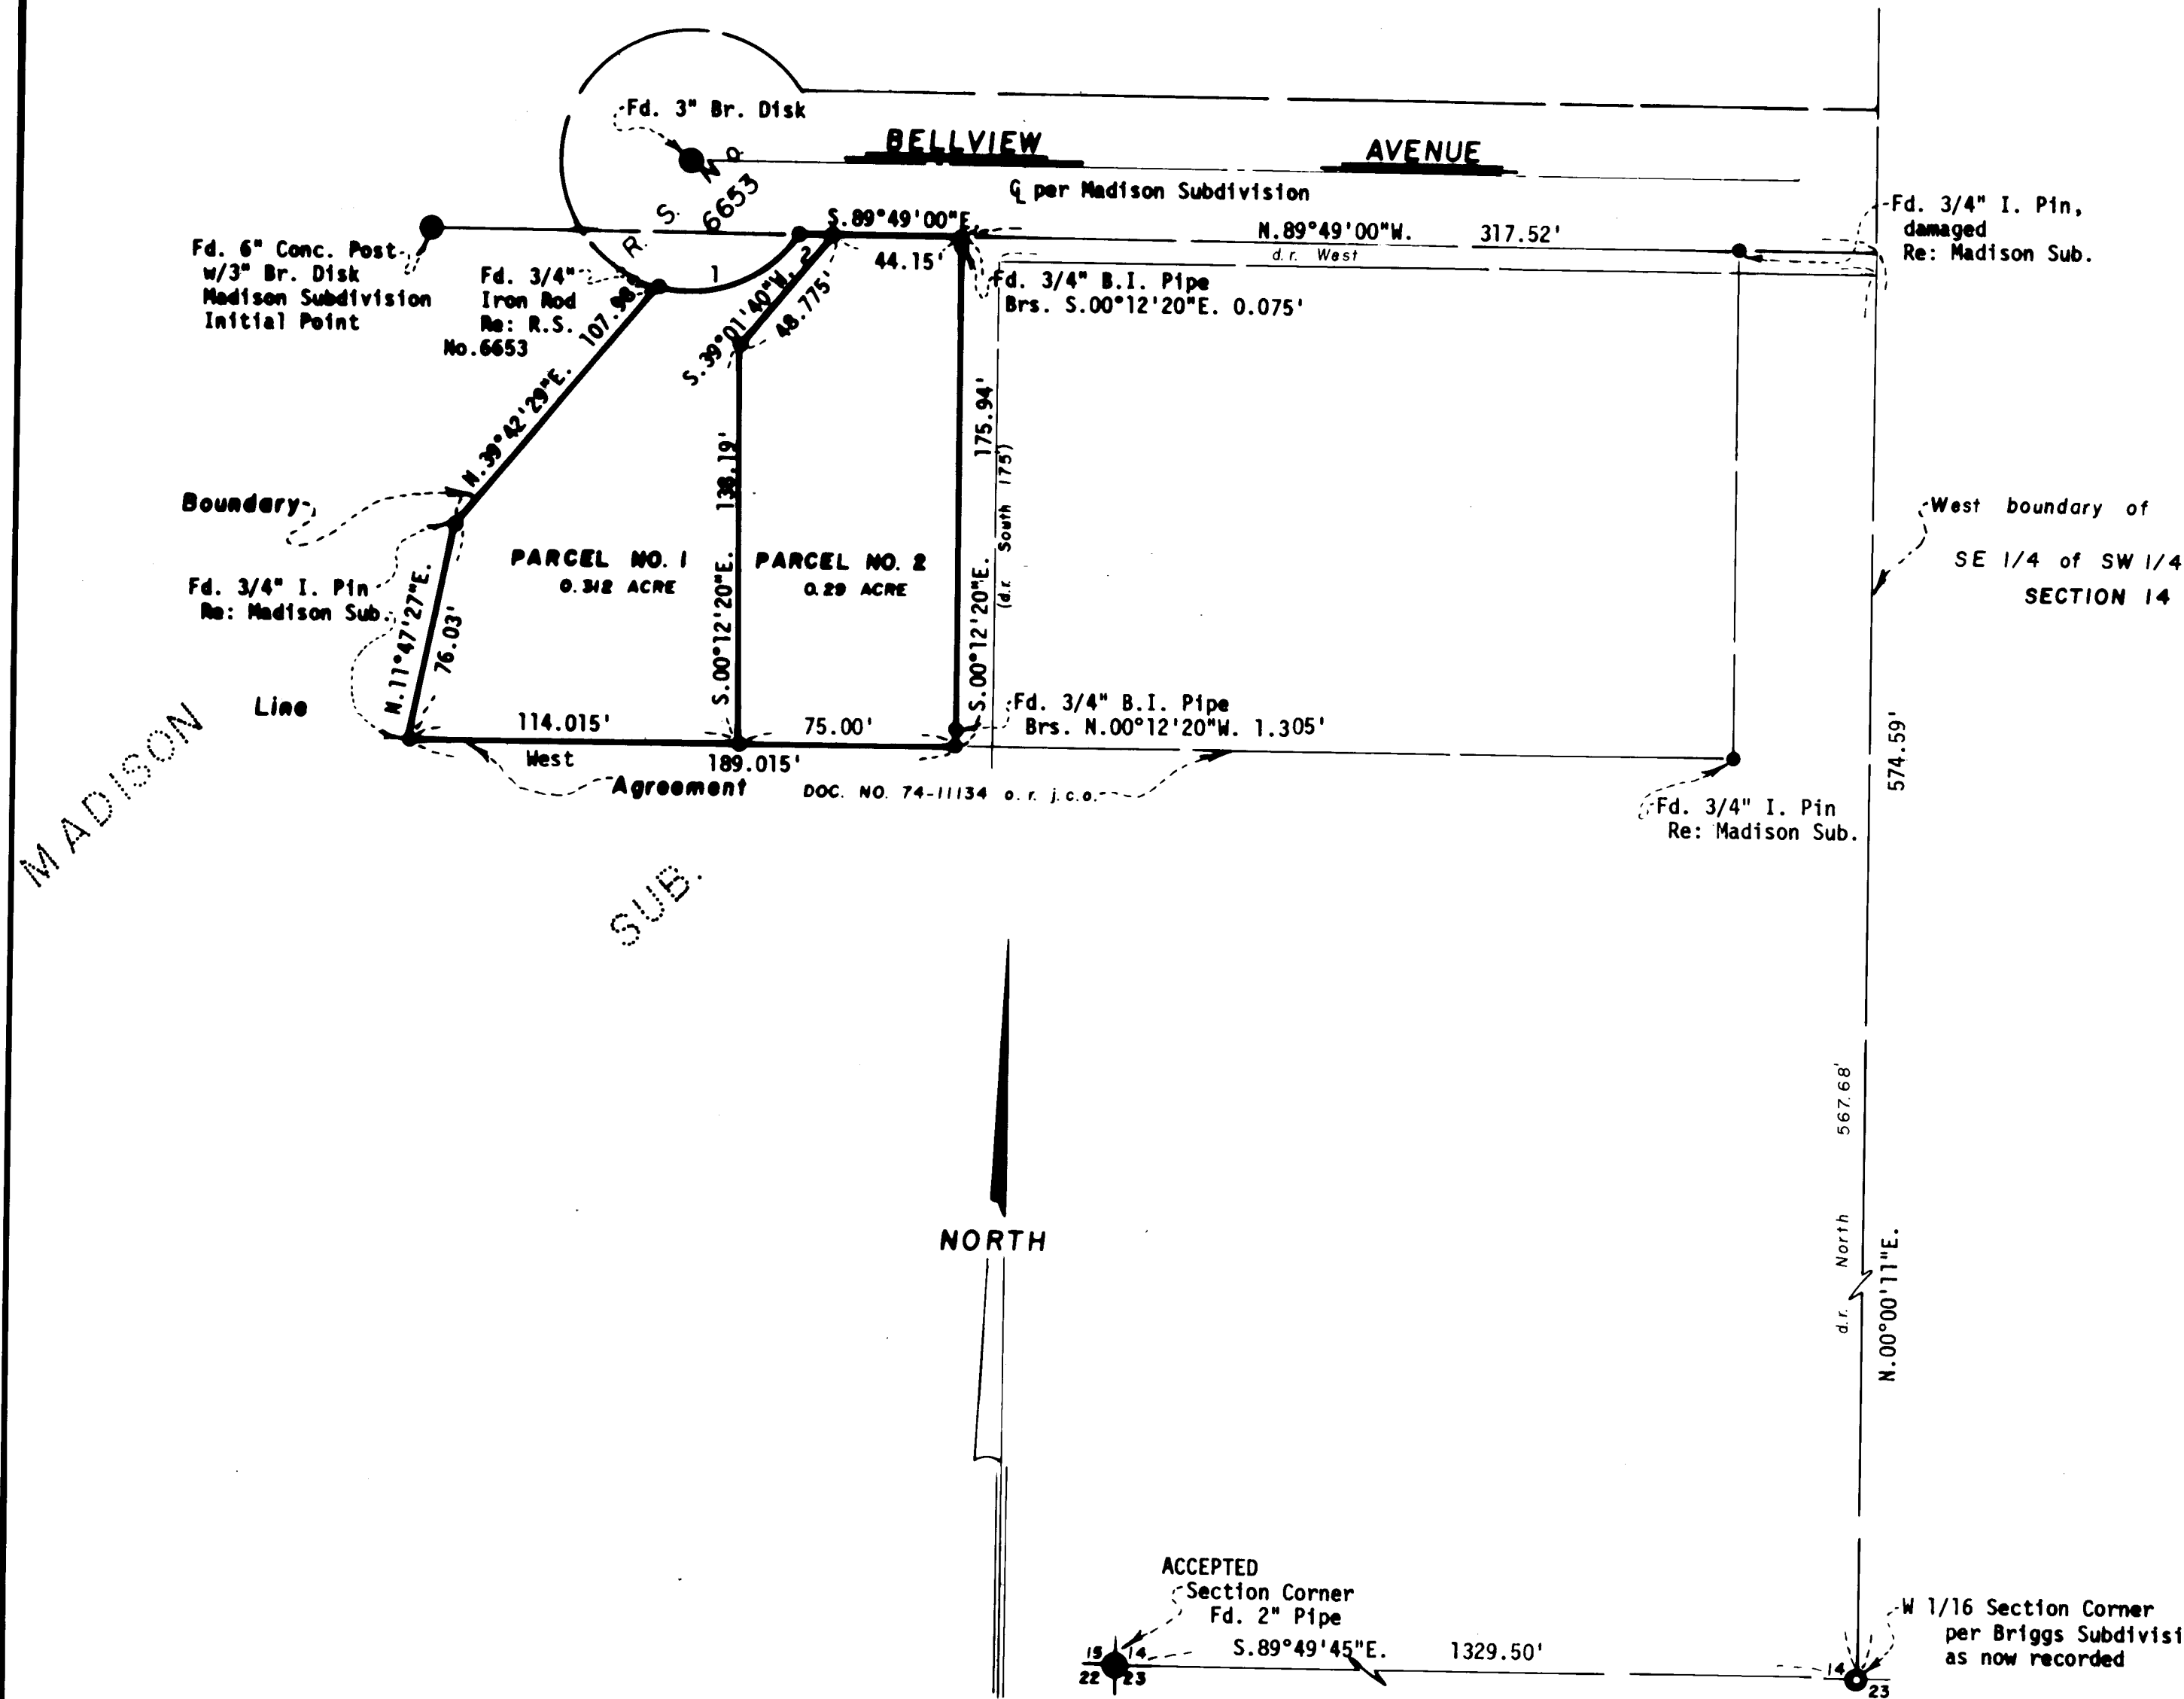 Fd. 3" Br. Disk
BELLVIEW AVENUE
℄ per Madison Subdivision
R. S. No. 6653
Fd. 6" Conc. Post
w/3" Br. Disk
Madison Subdivision
Initial Point
Fd. 3/4"
Iron Rod
Re: R.S.
No.6653
1
2
S.89°49'00"E.
44.15'
N.89°49'00"W. 317.52'
d.r. West
Fd. 3/4" I. Pin,
damaged
Re: Madison Sub.
Fd. 3/4" B.I. Pipe
Brs. S.00°12'20"E. 0.075'
S.39°01'40"W.
48.775'
N.39°42'29"E. 107.98'
138.19'
S.00°12'20"E.
175.94'
S.00°12'20"E.
(d.r. South 175')
Boundary
Line
Fd. 3/4" I. Pin
Re: Madison Sub.
N.11°47'27"E.
76.03'
PARCEL NO. 1
0.312 ACRE
PARCEL NO. 2
0.29 ACRE
West boundary of
SE 1/4 of SW 1/4
SECTION 14
Fd. 3/4" B.I. Pipe
Brs. N.00°12'20"W. 1.305'
114.015'
75.00'
West
189.015'
Agreement
DOC. NO. 74-11134 o. r. j.c.o.
Fd. 3/4" I. Pin
Re: Madison Sub.
574.59'
MADISON
SUB.
NORTH
d.r. North 567.68'
N.00°00'11"E.
ACCEPTED
Section Corner
Fd. 2" Pipe
S.89°49'45"E. 1329.50'
15 14
22 23
W 1/16 Section Corner
per Briggs Subdivisi
as now recorded
14
23